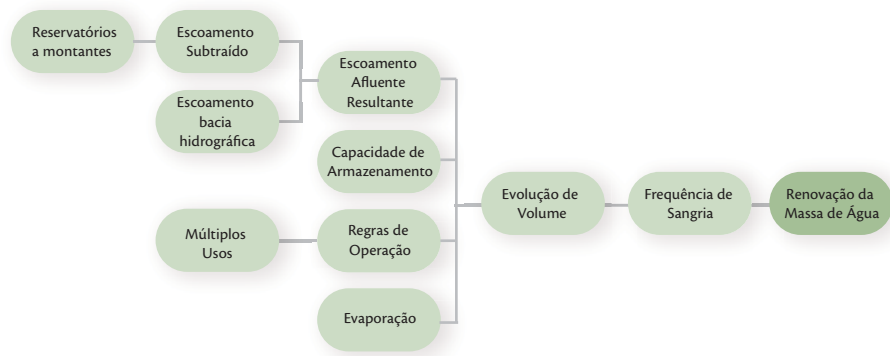 Reservatórios
a montantes
Escoamento
Subtraído
Escoamento
bacia
hidrográfica
Escoamento
Afluente
Resultante
Capacidade de
Armazenamento
Múltiplos
Usos
Regras de
Operação
Evaporação
Evolução de
Volume
Frequência de
Sangria
Renovação da
Massa de Água